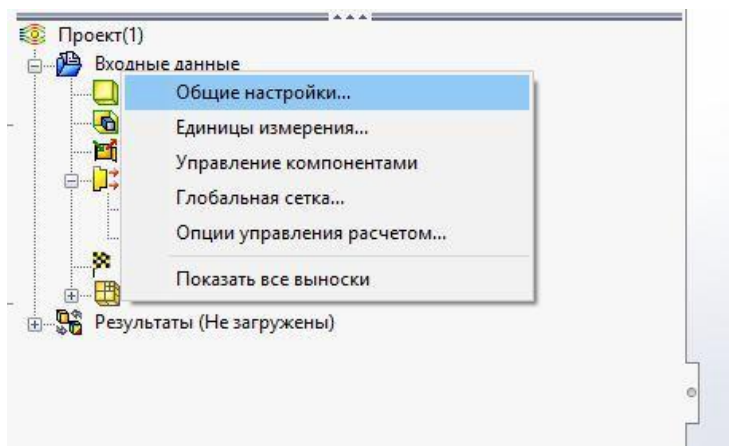 Проект(1)
Входные данные
Общие настройки...
Единицы измерения...
Управление компонентами
Глобальная сетка...
Опции управления расчетом...
Показать все выноски
Результаты (Не загружены)